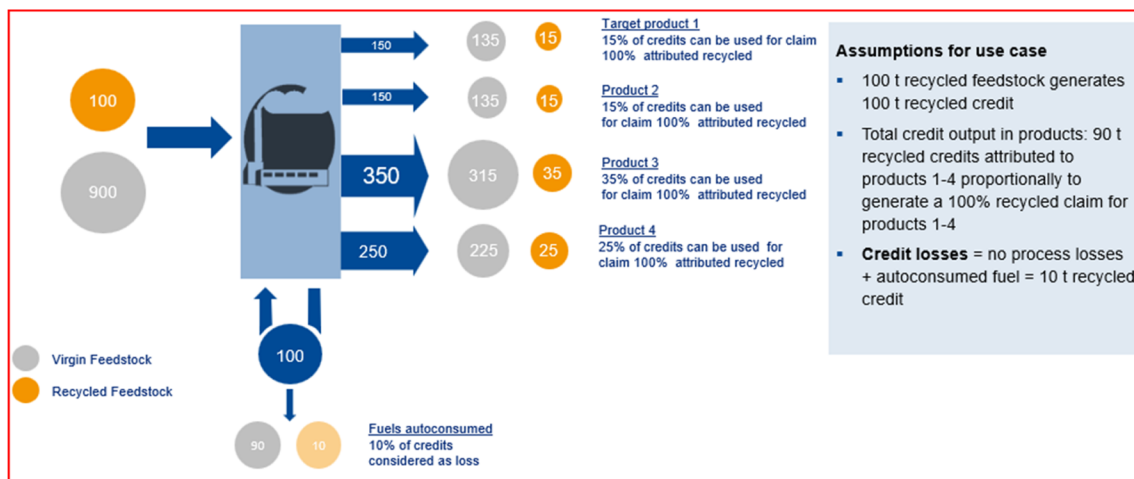 100
900
150
135
15
Target product 1
15% of credits can be used for claim
100% attributed recycled
150
135
15
Product 2
15% of credits can be used
for claim 100% attributed recycled
350
315
35
Product 3
35% of credits can be used
for claim 100% attributed recycled
250
225
25
Product 4
25% of credits can be used for
claim 100% attributed recycled
100
Virgin Feedstock
Recycled Feedstock
90
10
Fuels autoconsumed
10% of credits
considered as loss
Assumptions for use case
▪ 100 t recycled feedstock generates
100 t recycled credit
▪ Total credit output in products: 90 t
recycled credits attributed to
products 1-4 proportionally to
generate a 100% recycled claim for
products 1-4
▪ Credit losses = no process losses
+ autoconsumed fuel = 10 t recycled
credit